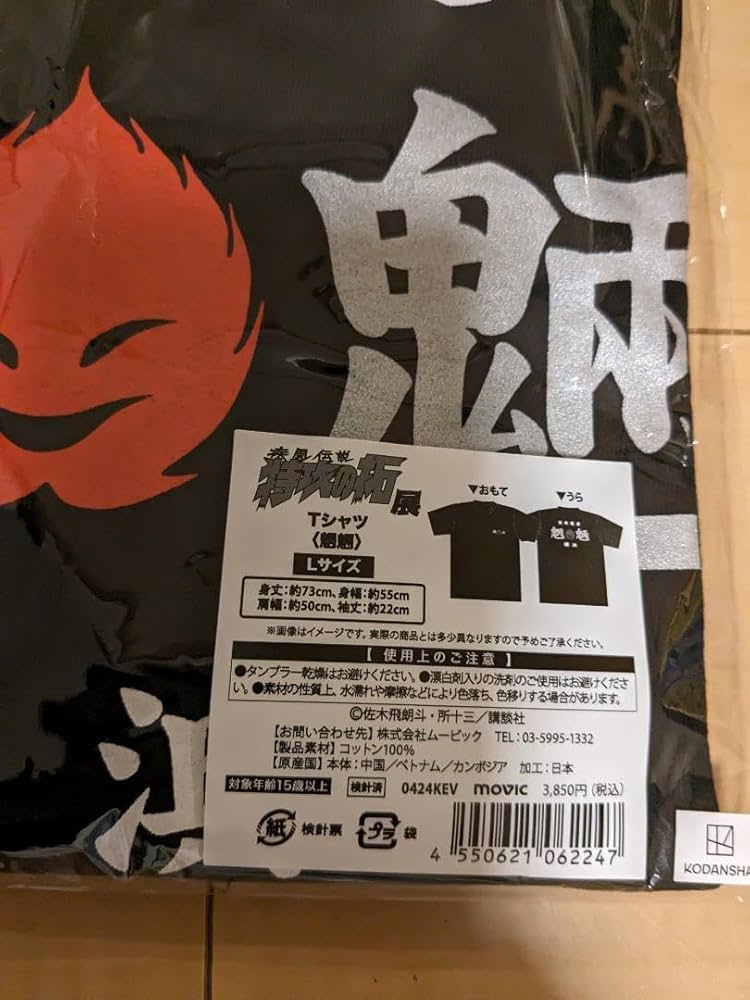 魍
疾風伝説
特攻の拓
展
Tシャツ
〈魍魎〉
Lサイズ
身丈:約73cm、身幅:約55cm
肩幅:約50cm、袖丈:約22cm
▼おもて
▼うら
※画像はイメージです。実際の商品とは多少異なりますので予めご了承ください。
【使用上のご注意】
●タンブラー乾燥はお避けください。●漂白剤入りの洗剤のご使用はお避けくださ
い。●素材の性質上、水濡れや摩擦などにより色落ち、色移りする場合があります。
©佐木飛朗斗・所十三/講談社
【お問い合わせ先】株式会社ムービック TEL:03-5995-1332
【製品素材】コットン100%
【原産国】本体:中国/ベトナム/カンボジア 加工:日本
対象年齢15歳以上
検針済
0424KEV
movic
3,850円(税込)
紙
検針票
プラ
袋
4 550621 062247
KODANSHA